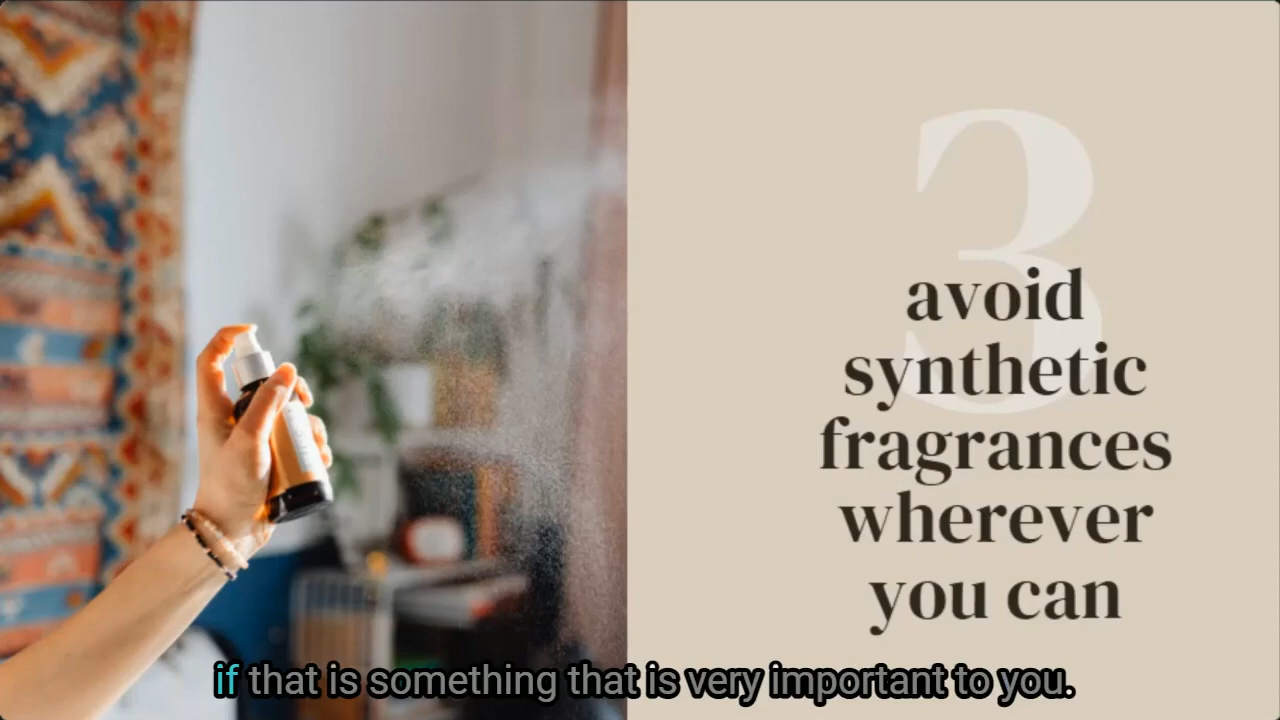 3
avoid
synthetic
fragrances
wherever
you can
if that is something that is very important to you.